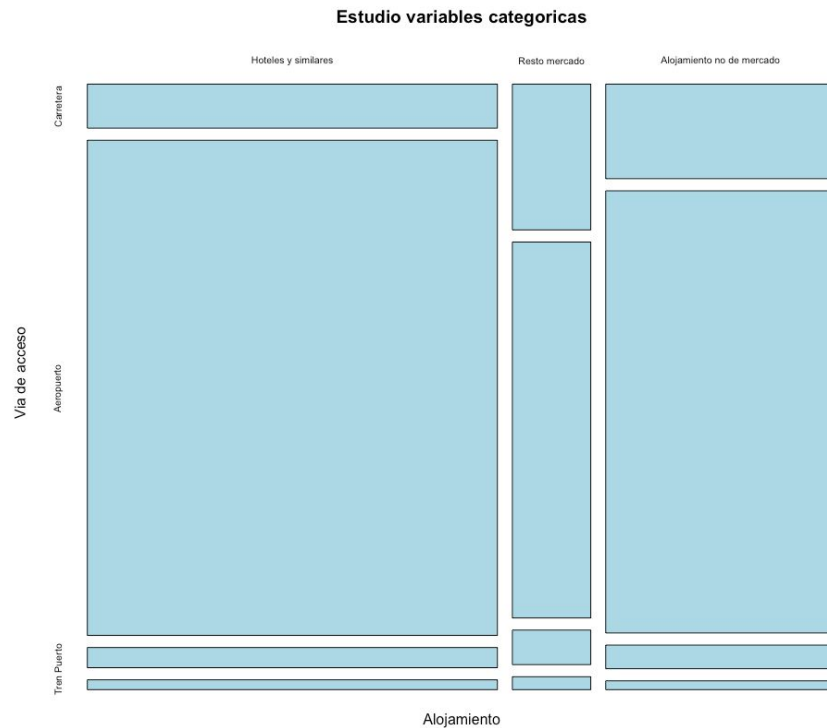 Estudio variables categoricas
Hoteles y similares
Resto mercado
Alojamiento no de mercado
Carretera
Aeropuerto
Tren Puerto
Via de acceso
Alojamiento